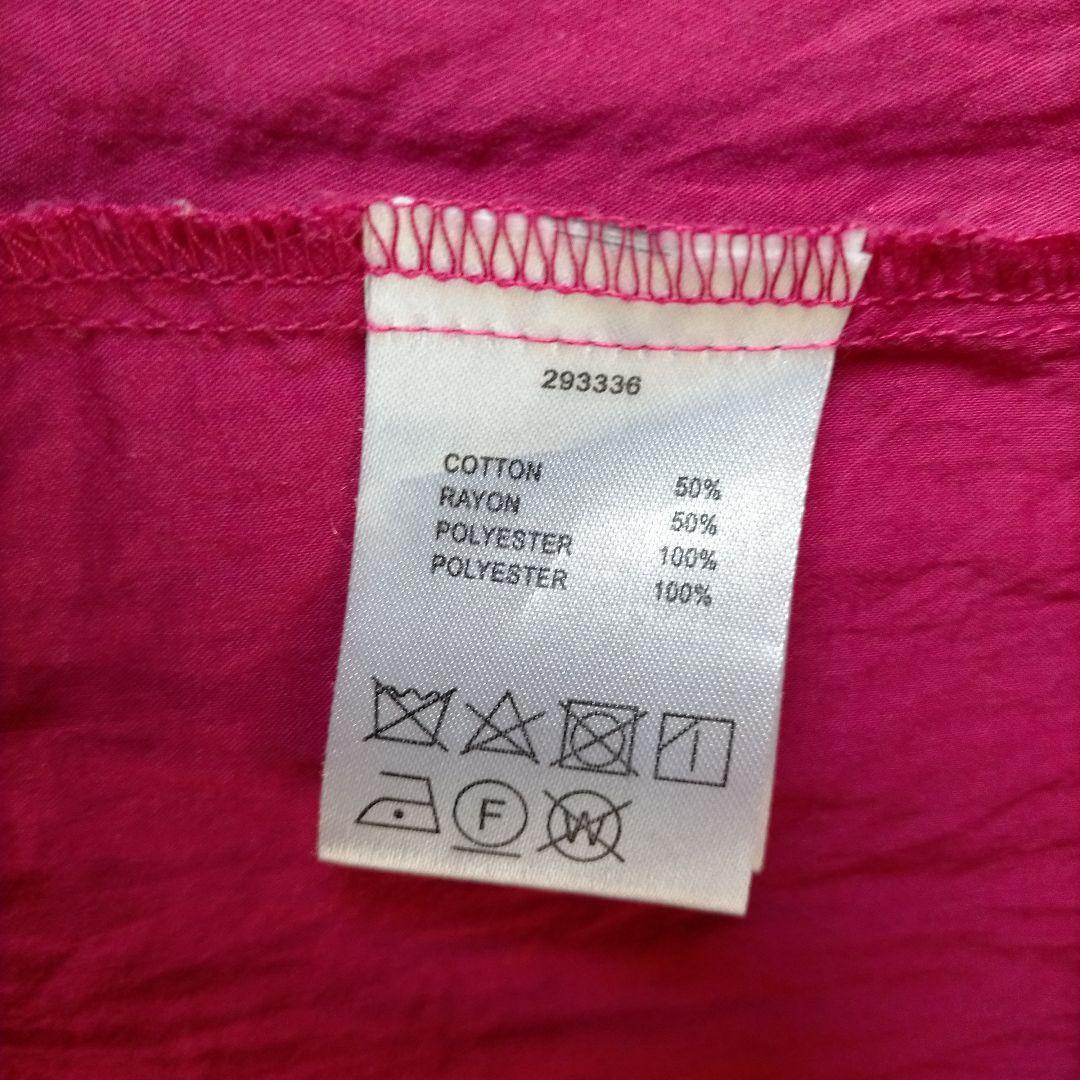 293336
COTTON 50%
RAYON 50%
POLYESTER 100%
POLYESTER 100%
F W